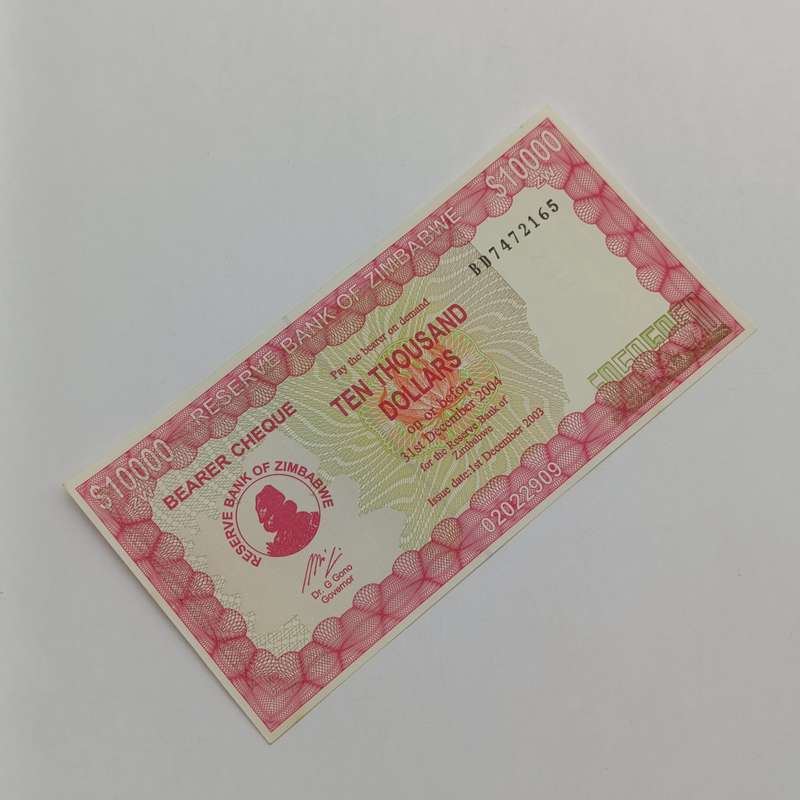 RESERVE BANK OF ZIMBABWE
$10000
$10000
BD7472165
BEARER CHEQUE
RESERVE BANK OF ZIMBABWE
Dr. G Gono
Governor
Pay the bearer on demand
TEN THOUSAND
DOLLARS
on or before
31st December 2004
for the Reserve Bank of
Zimbabwe
Issue date:1st December 2003
02022909